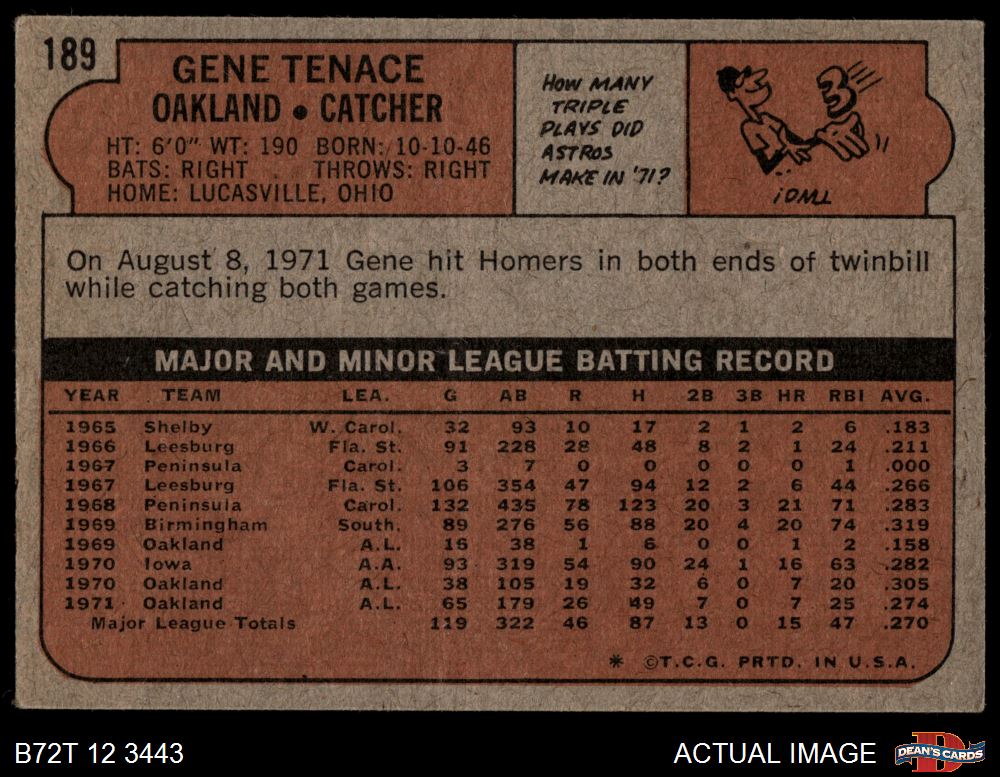 189
GENE TENACE
OAKLAND • CATCHER
HT: 6'0" WT: 190 BORN: 10-10-46
BATS: RIGHT THROWS: RIGHT
HOME: LUCASVILLE, OHIO
HOW MANY
TRIPLE
PLAYS DID
ASTROS
MAKE IN '71?
3
¡OML
On August 8, 1971 Gene hit Homers in both ends of twinbill
while catching both games.
MAJOR AND MINOR LEAGUE BATTING RECORD
YEAR TEAM LEA. G AB R H 2B 3B HR RBI AVG.
1965 Shelby W. Carol. 32 93 10 17 2 1 2 6 .183
1966 Leesburg Fla. St. 91 228 28 48 8 2 1 24 .211
1967 Peninsula Carol. 3 7 0 0 0 0 0 1 .000
1967 Leesburg Fla. St. 106 354 47 94 12 2 6 44 .266
1968 Peninsula Carol. 132 435 78 123 20 3 21 71 .283
1969 Birmingham South. 89 276 56 88 20 4 20 74 .319
1969 Oakland A.L. 16 38 1 6 0 0 1 2 .158
1970 Iowa A.A. 93 319 54 90 24 1 16 63 .282
1970 Oakland A.L. 38 105 19 32 6 0 7 20 .305
1971 Oakland A.L. 65 179 26 49 7 0 7 25 .274
Major League Totals 119 322 46 87 13 0 15 47 .270
* ©T.C.G. PRTD. IN U.S.A.
B72T 12 3443
ACTUAL IMAGE
D
DEAN'S CARDS